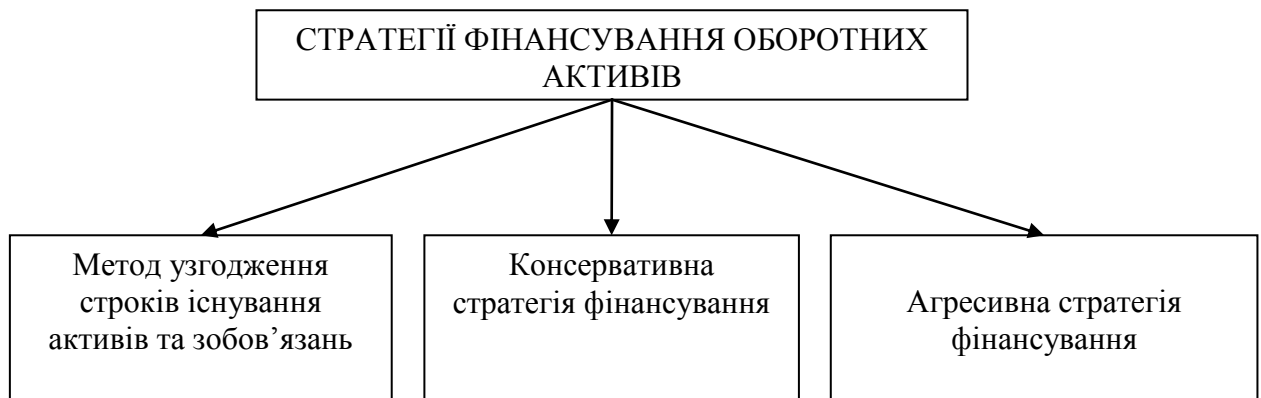 СТРАТЕГІЇ ФІНАНСУВАННЯ ОБОРОТНИХ
АКТИВІВ
Метод узгодження
строків існування
активів та зобов’язань
Консервативна
стратегія фінансування
Агресивна стратегія
фінансування